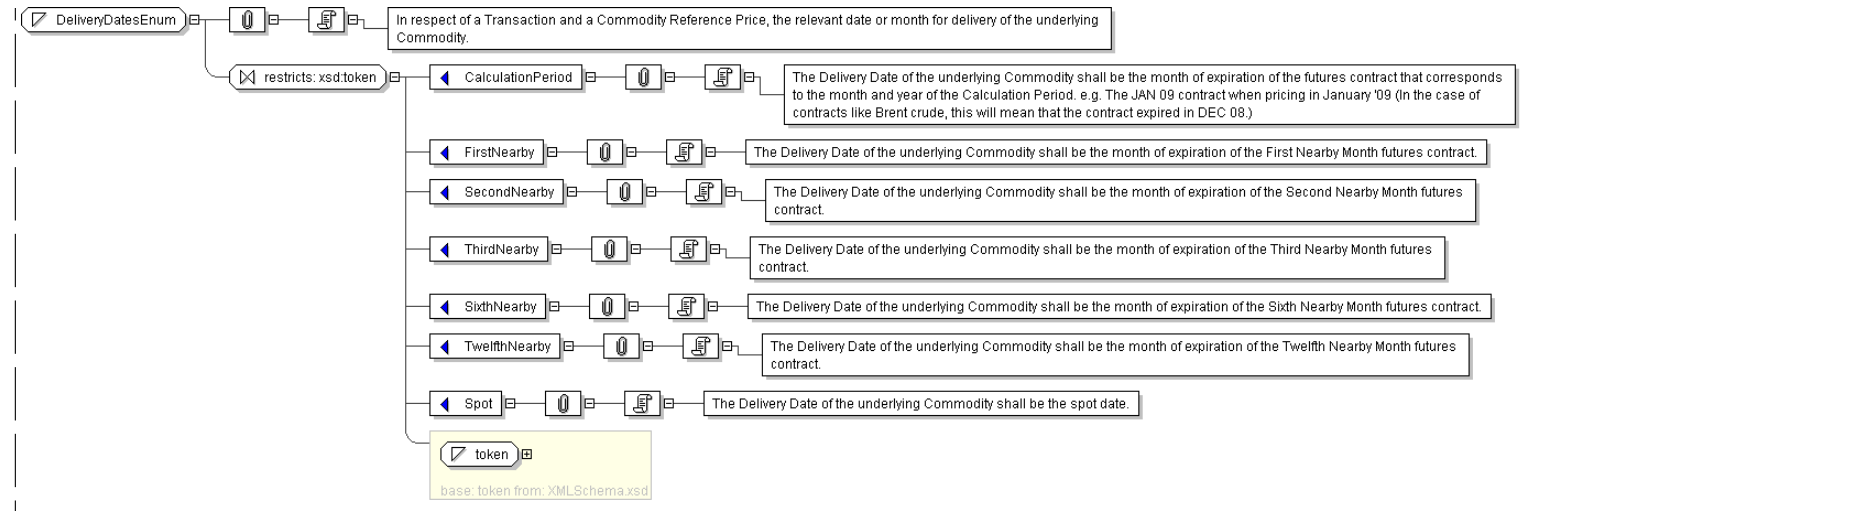 DeliveryDatesEnum
In respect of a Transaction and a Commodity Reference Price, the relevant date or month for delivery of the underlying
Commodity.
restricts: xsd:token
CalculationPeriod
The Delivery Date of the underlying Commodity shall be the month of expiration of the futures contract that corresponds
to the month and year of the Calculation Period. e.g. The JAN 09 contract when pricing in January '09 (In the case of
contracts like Brent crude, this will mean that the contract expired in DEC 08.)
FirstNearby
The Delivery Date of the underlying Commodity shall be the month of expiration of the First Nearby Month futures contract.
SecondNearby
The Delivery Date of the underlying Commodity shall be the month of expiration of the Second Nearby Month futures
contract.
ThirdNearby
The Delivery Date of the underlying Commodity shall be the month of expiration of the Third Nearby Month futures
contract.
SixthNearby
The Delivery Date of the underlying Commodity shall be the month of expiration of the Sixth Nearby Month futures contract.
TwelfthNearby
The Delivery Date of the underlying Commodity shall be the month of expiration of the Twelfth Nearby Month futures
contract.
Spot
The Delivery Date of the underlying Commodity shall be the spot date.
token
base: token from: XMLSchema.xsd